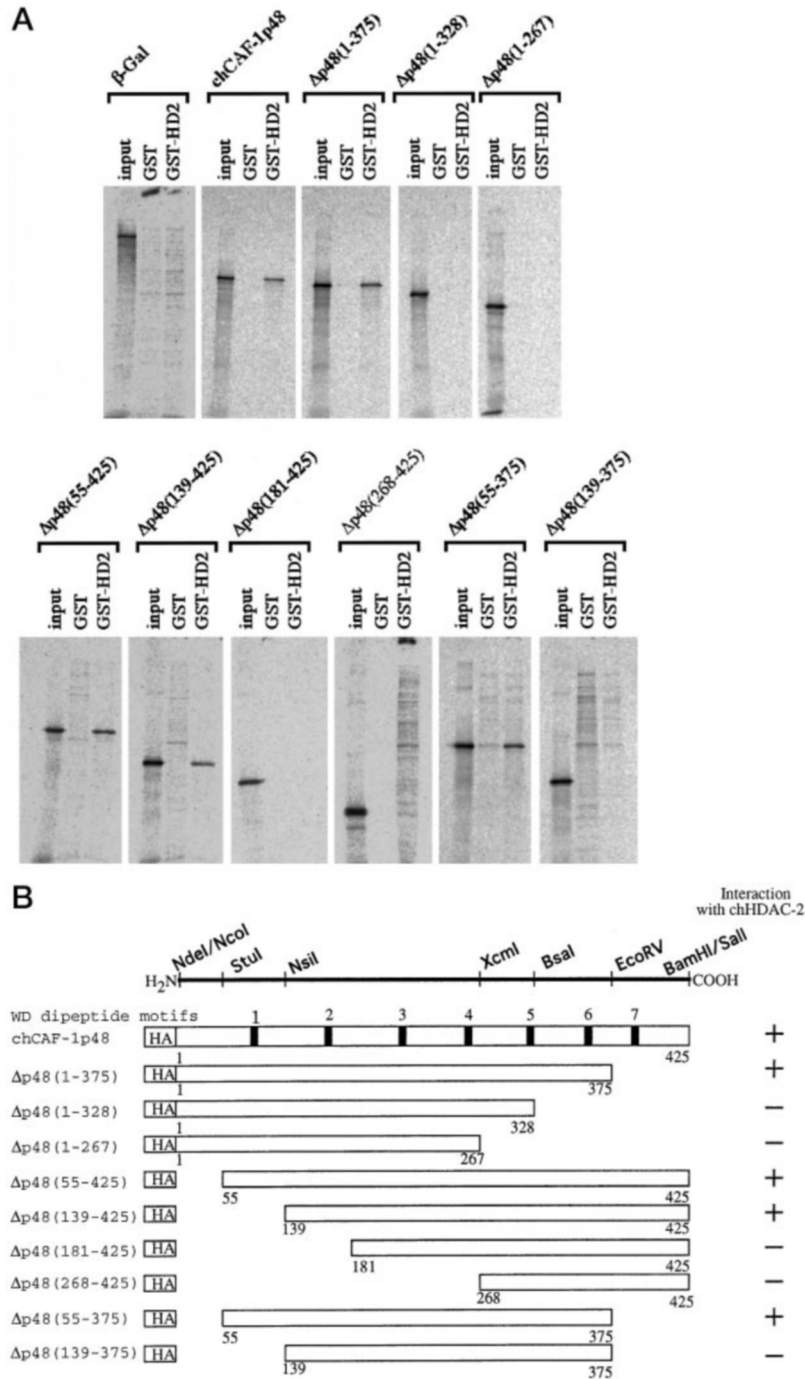 A
β-Gal chCAF-1p48 Δp48(1-375) Δp48(1-328) Δp48(1-267)
input GST GST-HD2 input GST GST-HD2 input GST GST-HD2 input GST GST-HD2 input GST GST-HD2
Δp48(55-425) Δp48(139-425) Δp48(181-425) Δp48(268-425) Δp48(55-375) Δp48(139-375)
input GST GST-HD2 input GST GST-HD2 input GST GST-HD2 input GST GST-HD2 input GST GST-HD2 input GST GST-HD2
B
Interaction
with chHDAC-2
H2N NdeI/NcoI StuI NsiI XcmI BsaI EcoRV BamHI/SalI COOH
WD dipeptide motifs 1 2 3 4 5 6 7
chCAF-1p48 HA +
1 425
Δp48(1-375) HA +
1 375
Δp48(1-328) HA −
1 328
Δp48(1-267) HA −
1 267
Δp48(55-425) HA +
55 425
Δp48(139-425) HA +
139 425
Δp48(181-425) HA −
181 425
Δp48(268-425) HA −
268 425
Δp48(55-375) HA +
55 375
Δp48(139-375) HA −
139 375